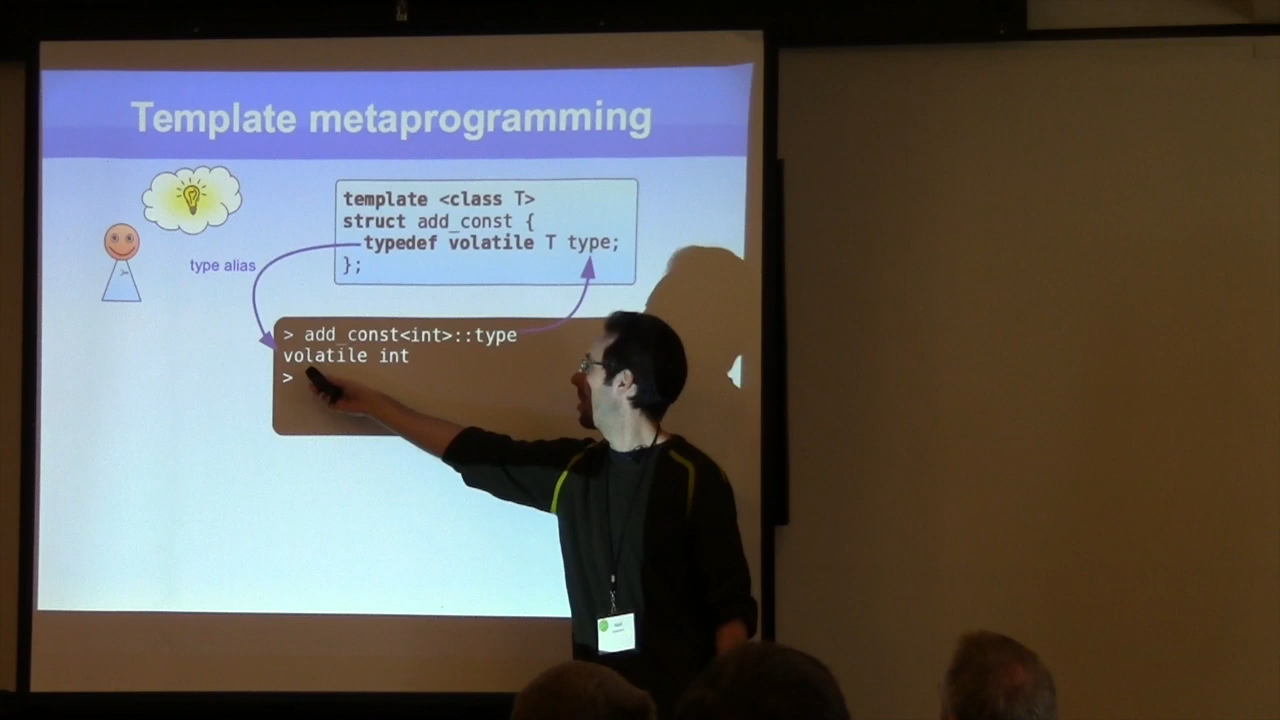 Template metaprogramming
template <class T>
struct add_const {
typedef volatile T type;
};
type alias
> add_const<int>::type
volatile int
>